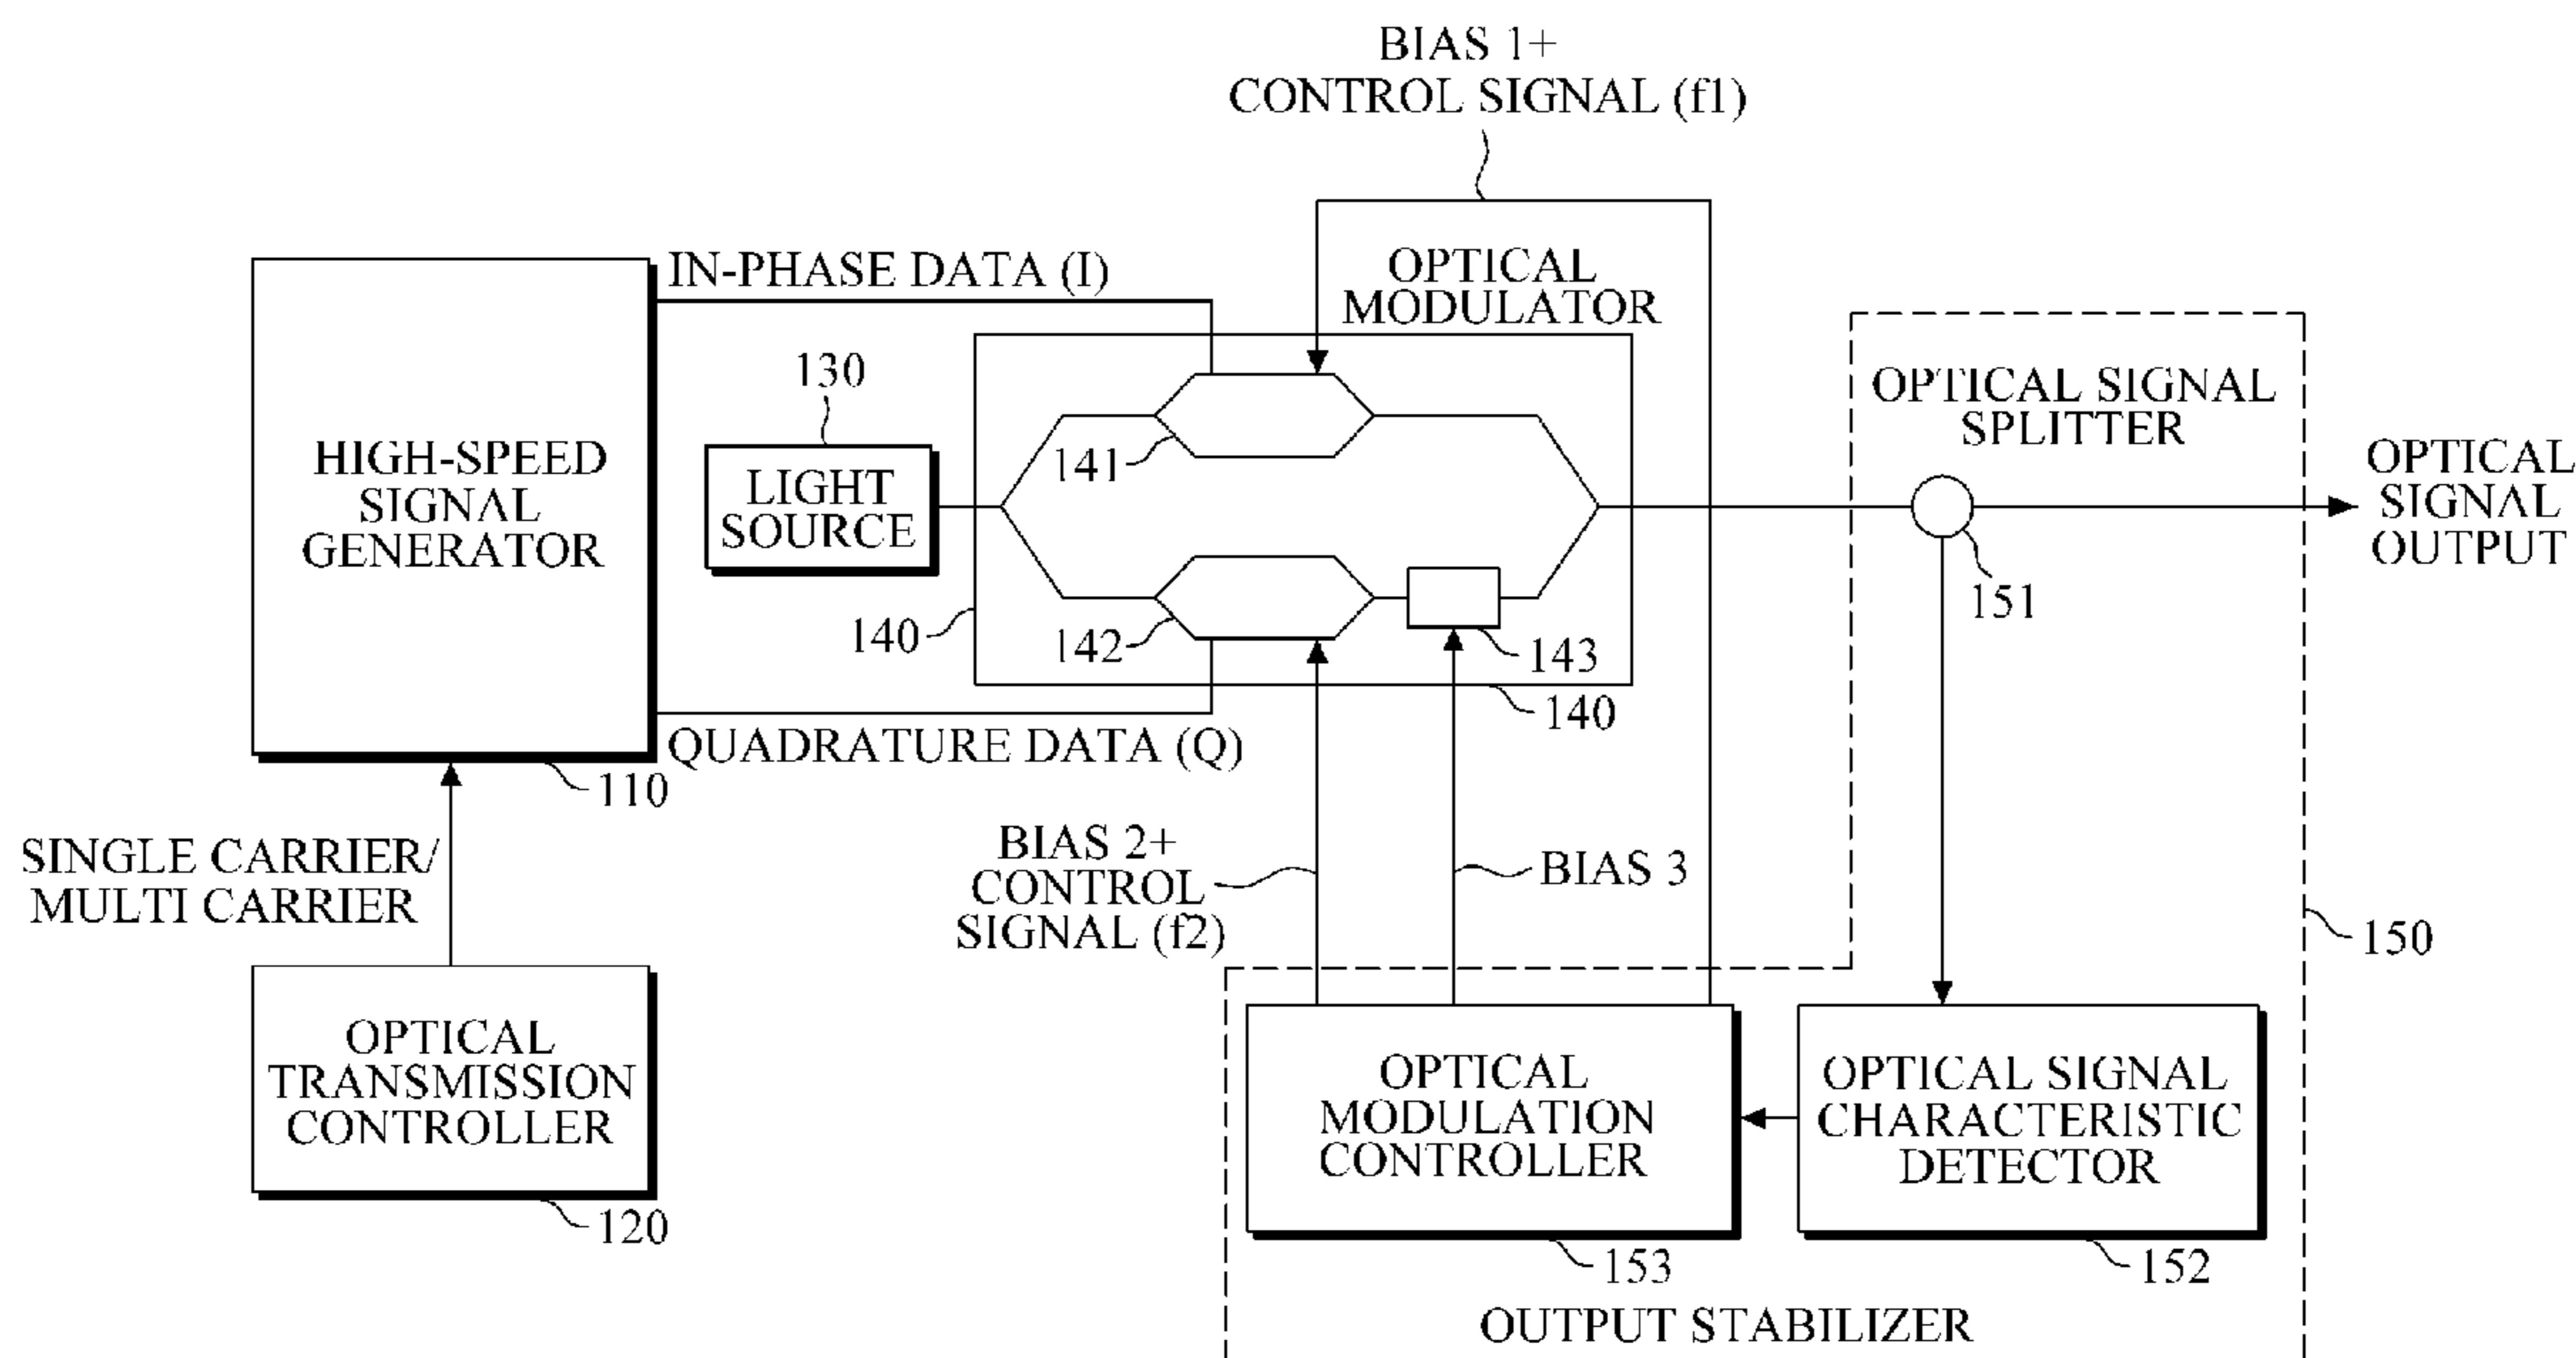 BIAS 1+
CONTROL SIGNAL (f1)
IN-PHASE DATA (I)
OPTICAL
MODULATOR
130
LIGHT
SOURCE
141
142
143
140
140
HIGH-SPEED
SIGNAL
GENERATOR
110
QUADRATURE DATA (Q)
OPTICAL SIGNAL
SPLITTER
151
OPTICAL
SIGNAL
OUTPUT
SINGLE CARRIER/
MULTI CARRIER
BIAS 2+
CONTROL
SIGNAL (f2)
BIAS 3
150
OPTICAL
TRANSMISSION
CONTROLLER
120
OPTICAL
MODULATION
CONTROLLER
153
OPTICAL SIGNAL
CHARACTERISTIC
DETECTOR
152
OUTPUT STABILIZER